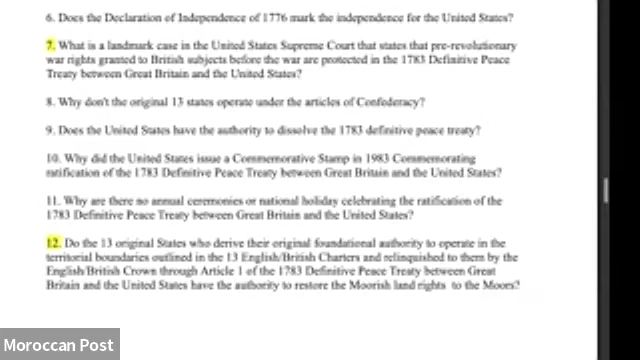 6. Does the Declaration of Independence of 1776 mark the independence for the United States?
7. What is a landmark case in the United States Supreme Court that states that pre-revolutionary
war rights granted to British subjects before the war are protected in the 1783 Definitive Peace
Treaty between Great Britain and the United States?
8. Why don't the original 13 states operate under the articles of Confederacy?
9. Does the United States have the authority to dissolve the 1783 definitive peace treaty?
10. Why did the United States issue a Commemorative Stamp in 1983 Commemorating
ratification of the 1783 Definitive Peace Treaty between Great Britain and the United States?
11. Why are there no annual ceremonies or national holiday celebrating the ratification of the
1783 Definitive Peace Treaty between Great Britain and the United States?
12. Do the 13 original States who derive their original foundational authority to operate in the
territorial boundaries outlined in the 13 English/British Charters and relinquished to them by the
English/British Crown through Article 1 of the 1783 Definitive Peace Treaty between Great
Britain and the United States have the authority to restore the Moorish land rights to the Moors?
Moroccan Post